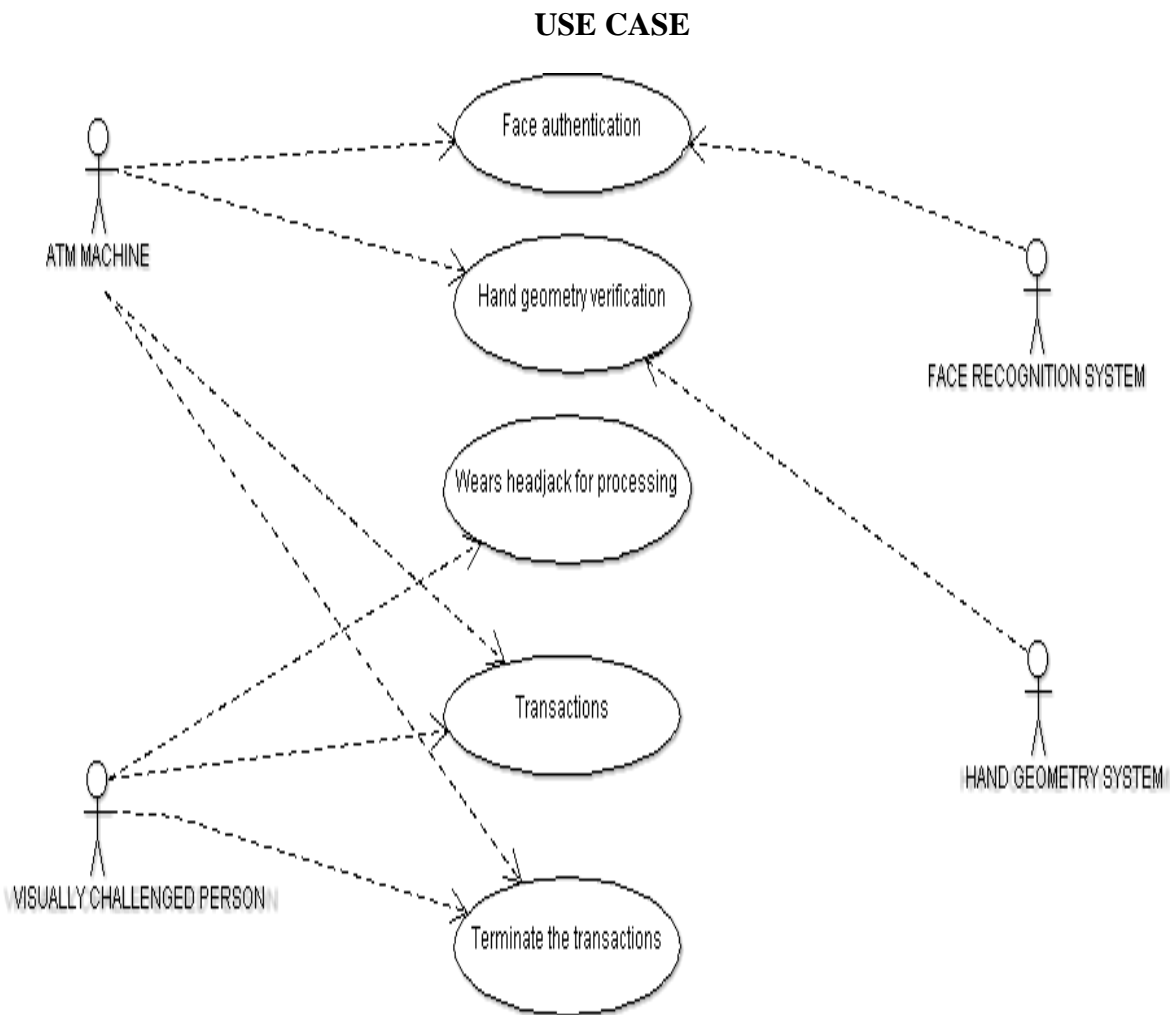 USE CASE
Face authentication
ATM MACHINE
Hand geometry verification
FACE RECOGNITION SYSTEM
Wears headjack for processing
Transactions
HAND GEOMETRY SYSTEM
VISUALLY CHALLENGED PERSON
Terminate the transactions